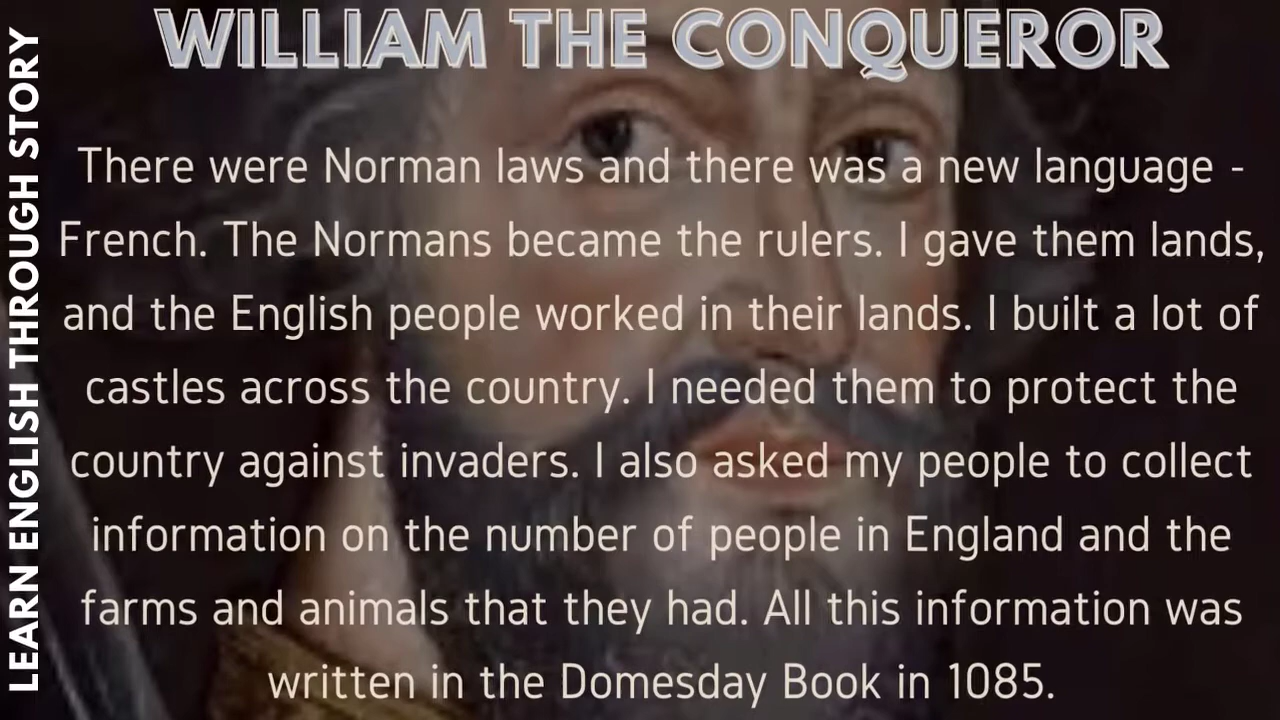 WILLIAM THE CONQUEROR
LEARN ENGLISH THROUGH STORY
There were Norman laws and there was a new language -
French. The Normans became the rulers. I gave them lands,
and the English people worked in their lands. I built a lot of
castles across the country. I needed them to protect the
country against invaders. I also asked my people to collect
information on the number of people in England and the
farms and animals that they had. All this information was
written in the Domesday Book in 1085.